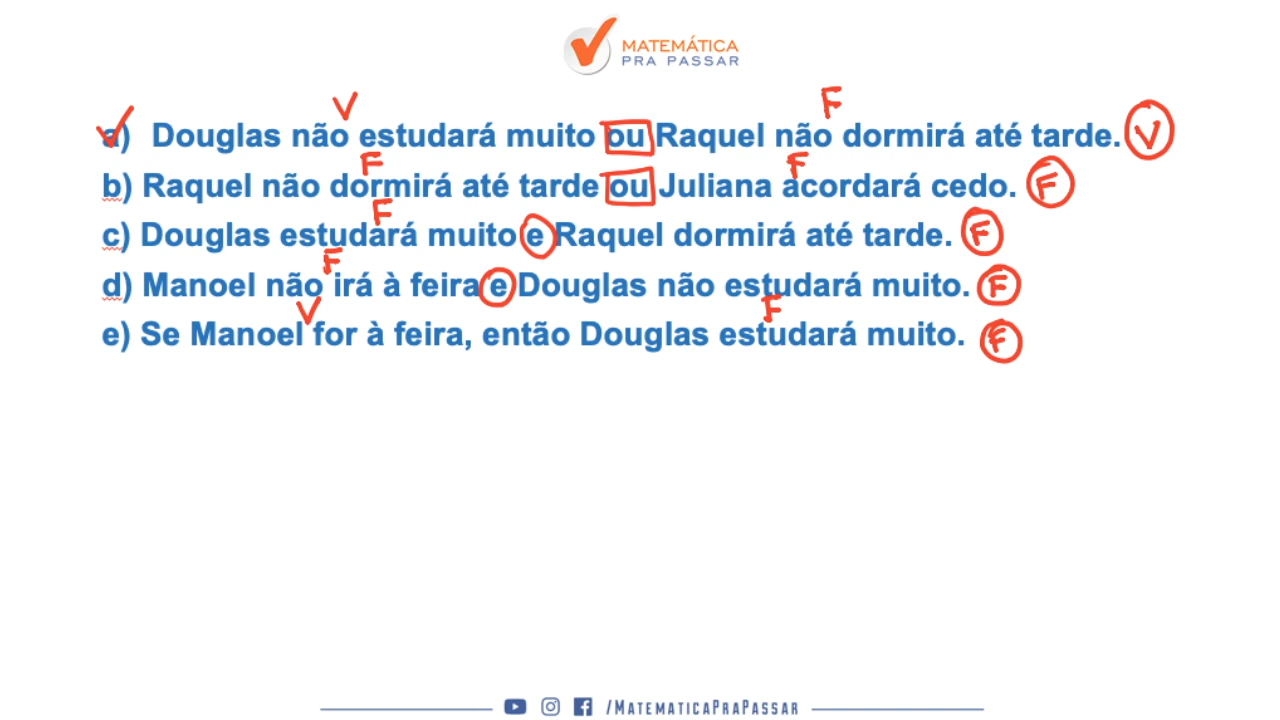 MATEMÁTICA
PRA PASSAR
V F
a) Douglas não estudará muito ou Raquel não dormirá até tarde. V
F F
b) Raquel não dormirá até tarde ou Juliana acordará cedo. F
F
c) Douglas estudará muito e Raquel dormirá até tarde. F
F
d) Manoel não irá à feira e Douglas não estudará muito. F
V F
e) Se Manoel for à feira, então Douglas estudará muito. F
/MATEMATICAPRAPASSAR